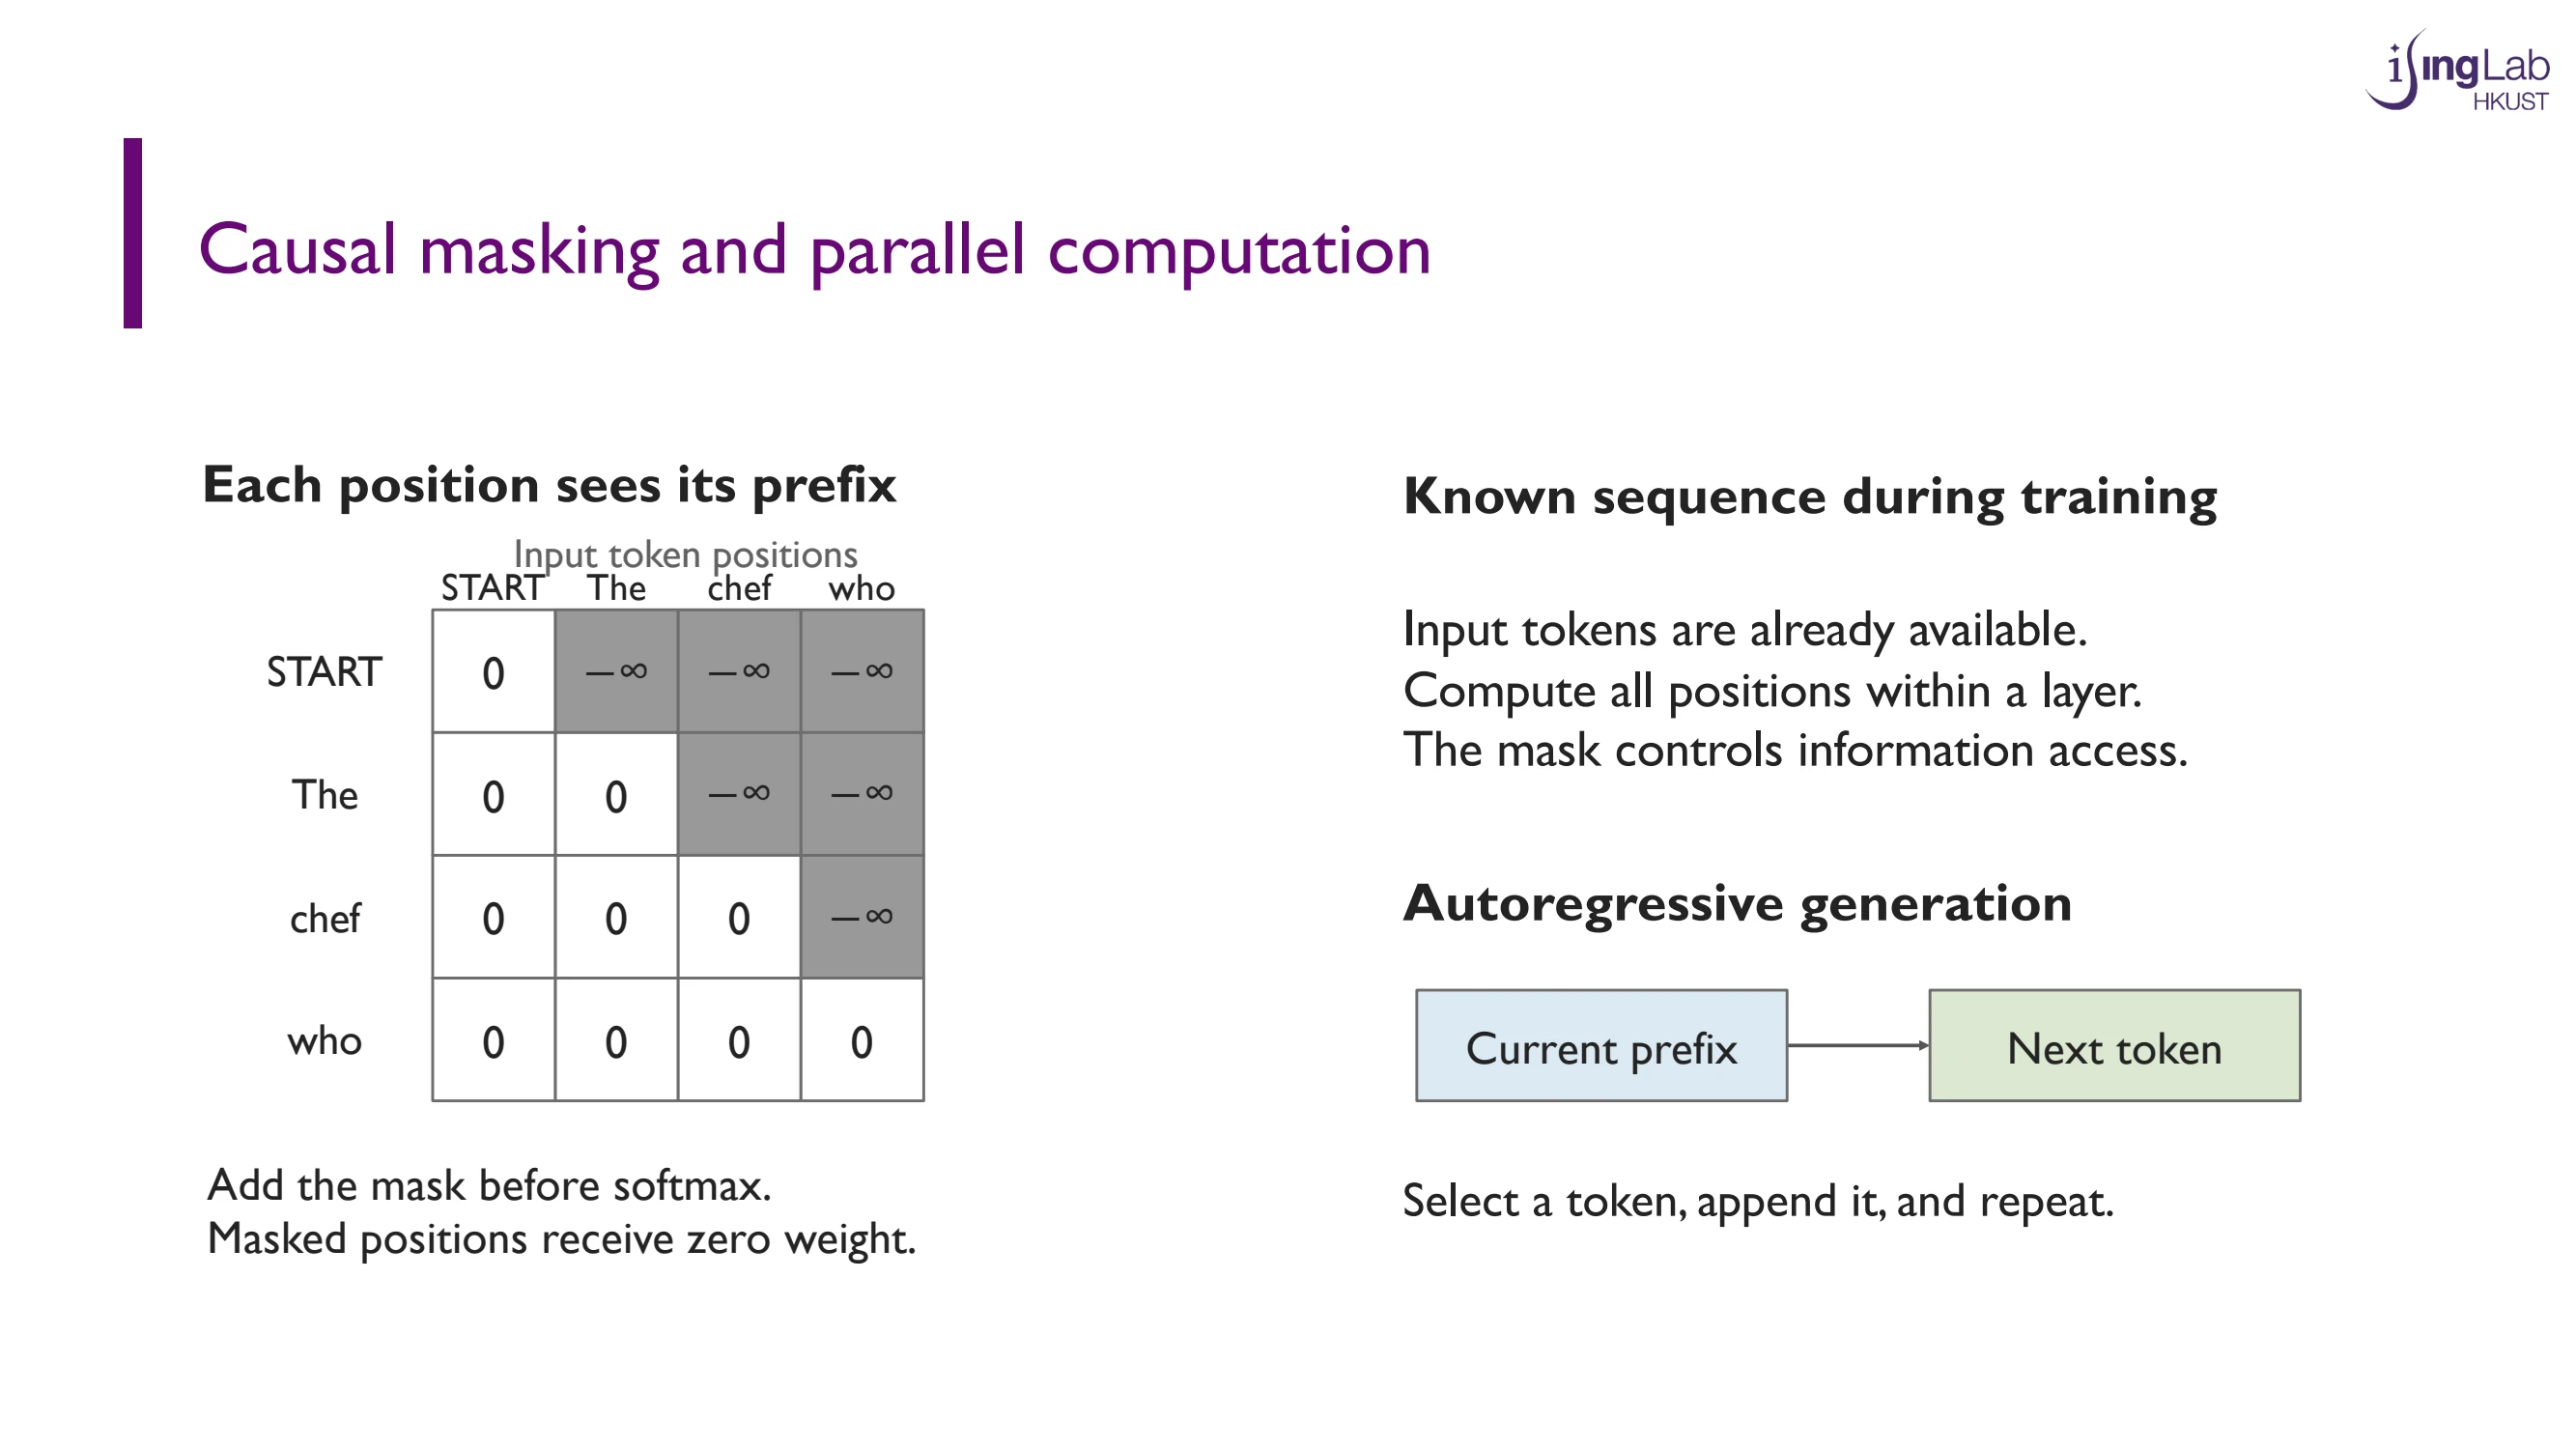 iSingLab
HKUST
Causal masking and parallel computation
Each position sees its prefix
Input token positions
START The chef who
START 0 −∞ −∞ −∞
The 0 0 −∞ −∞
chef 0 0 0 −∞
who 0 0 0 0
Add the mask before softmax.
Masked positions receive zero weight.
Known sequence during training
Input tokens are already available.
Compute all positions within a layer.
The mask controls information access.
Autoregressive generation
Current prefix
Next token
Select a token, append it, and repeat.